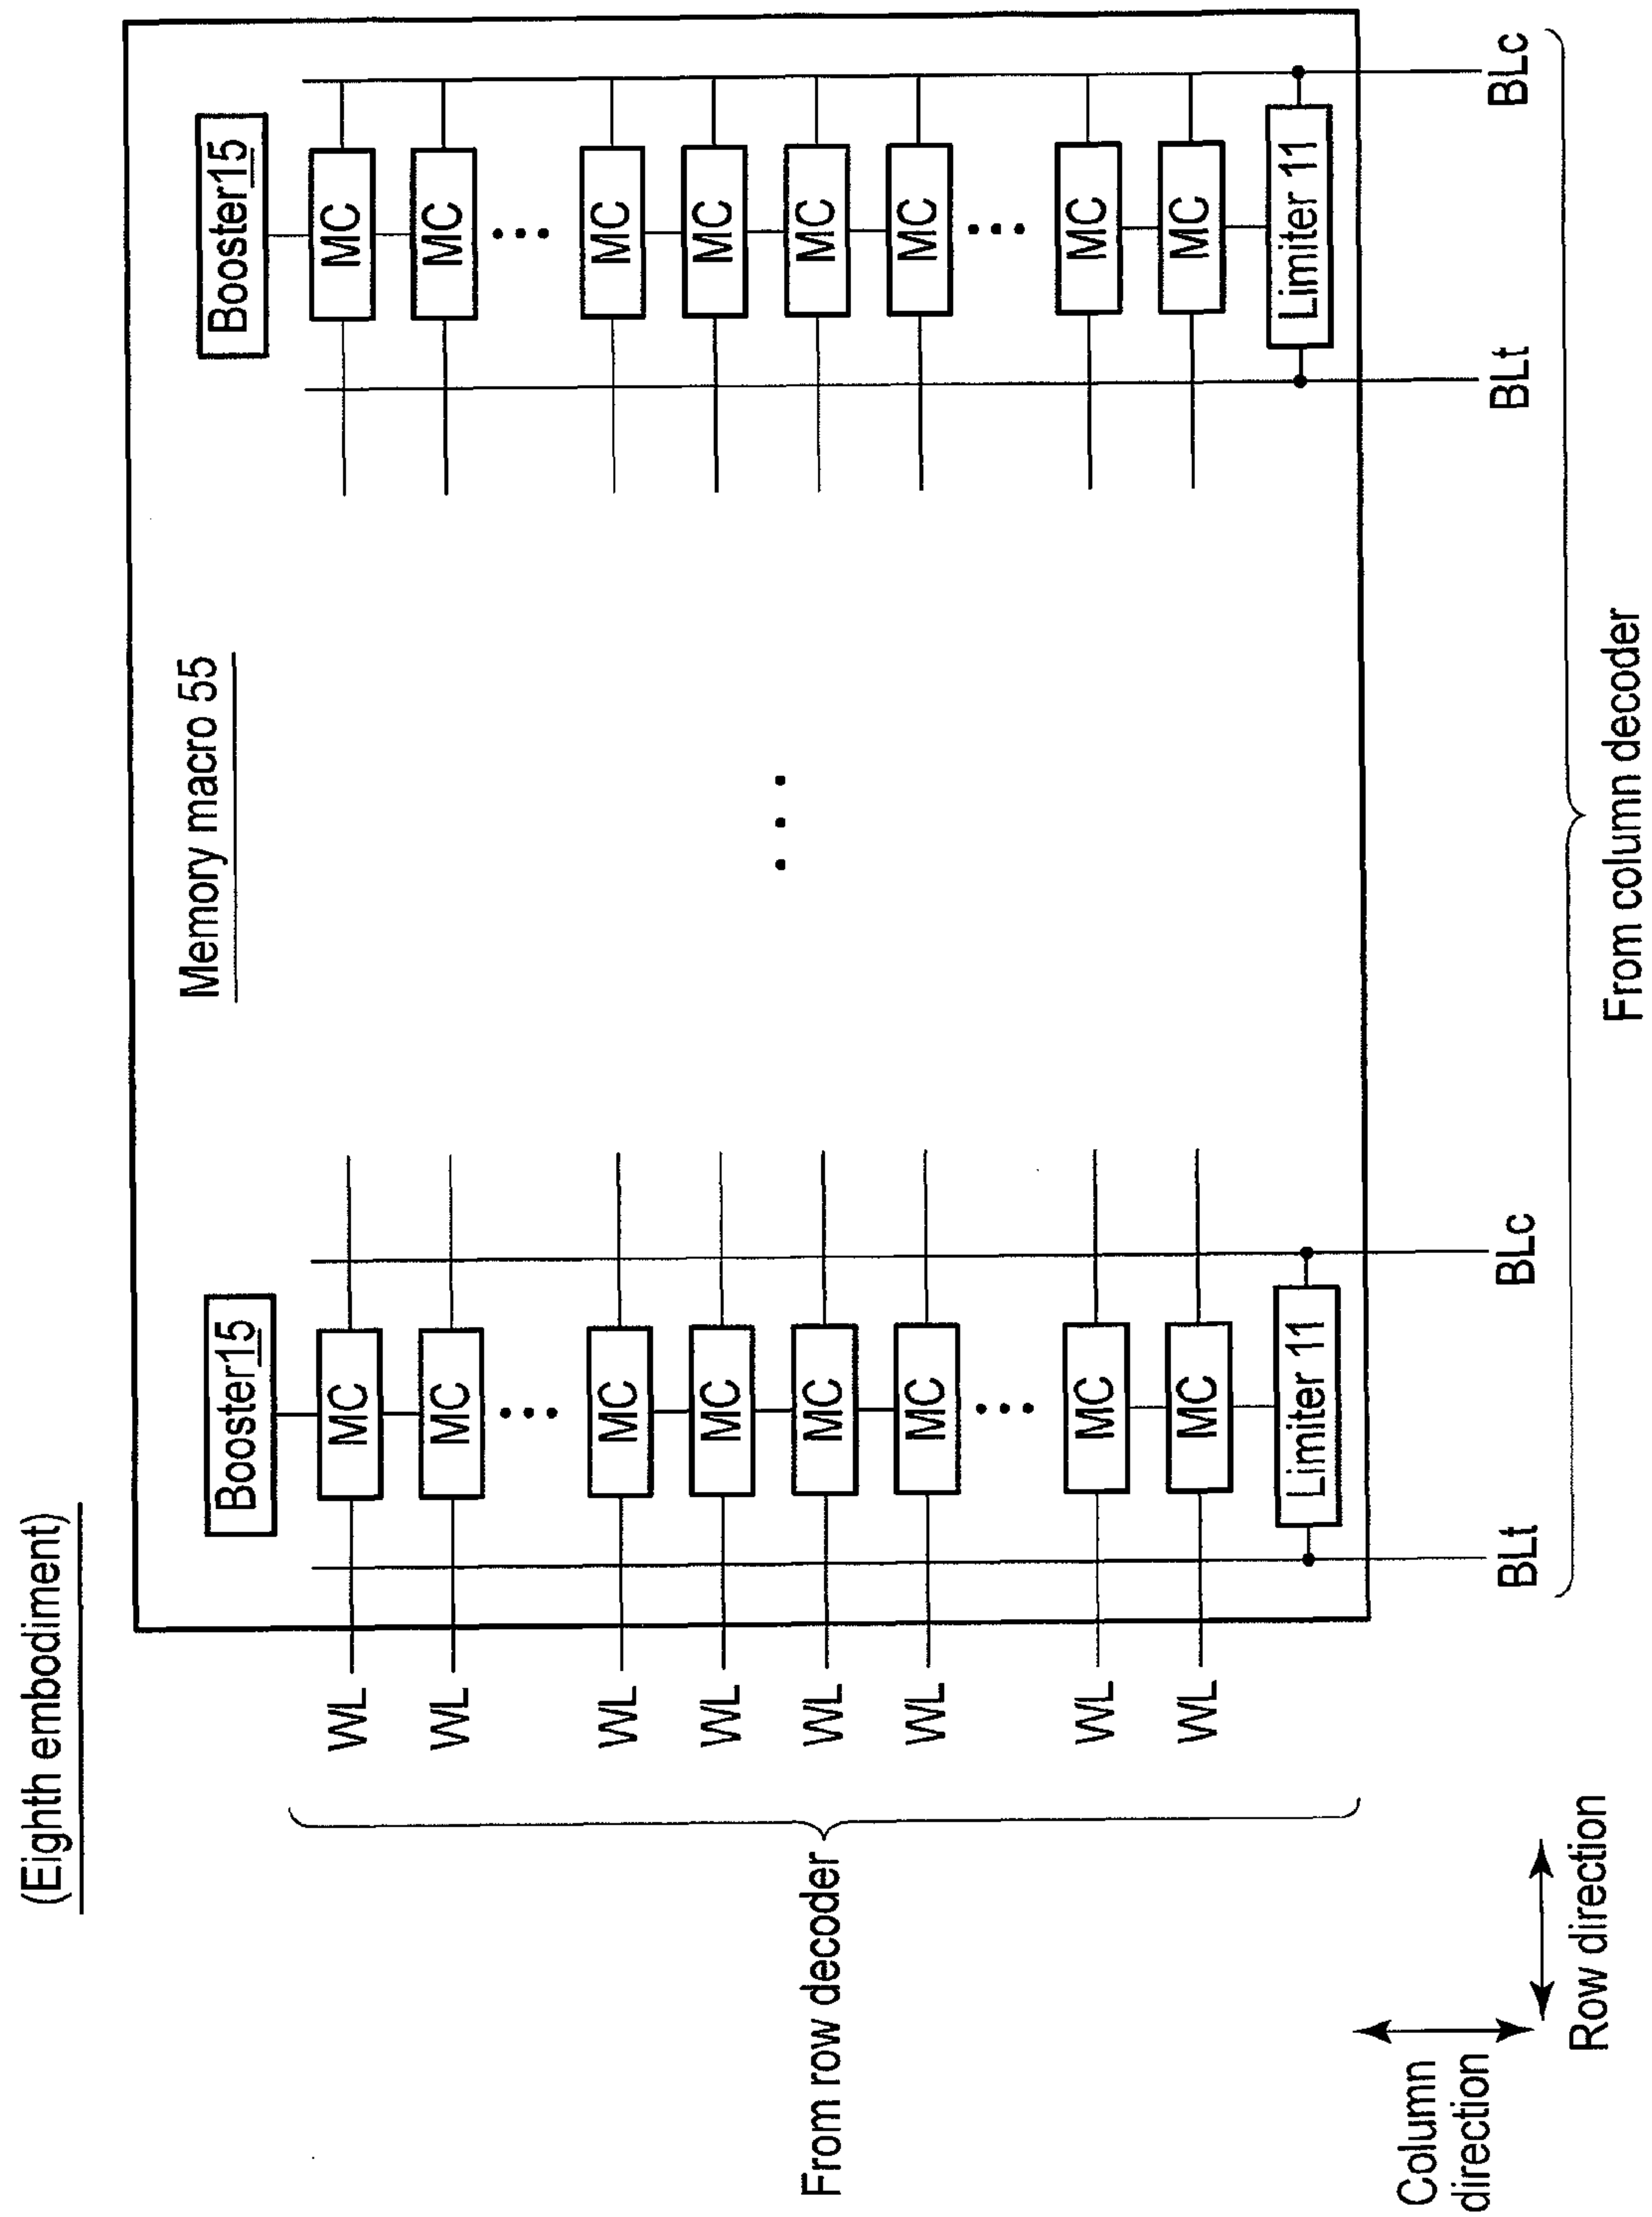 (Eighth embodiment)
Memory macro 55
Booster15 Booster15
WL MC MC
WL MC MC
WL MC MC
WL MC MC
From row decoder WL MC MC
WL MC MC
WL MC MC
WL MC MC
Limiter 11 Limiter 11
Column
direction
BLt BLc BLt BLc
Row direction
From column decoder